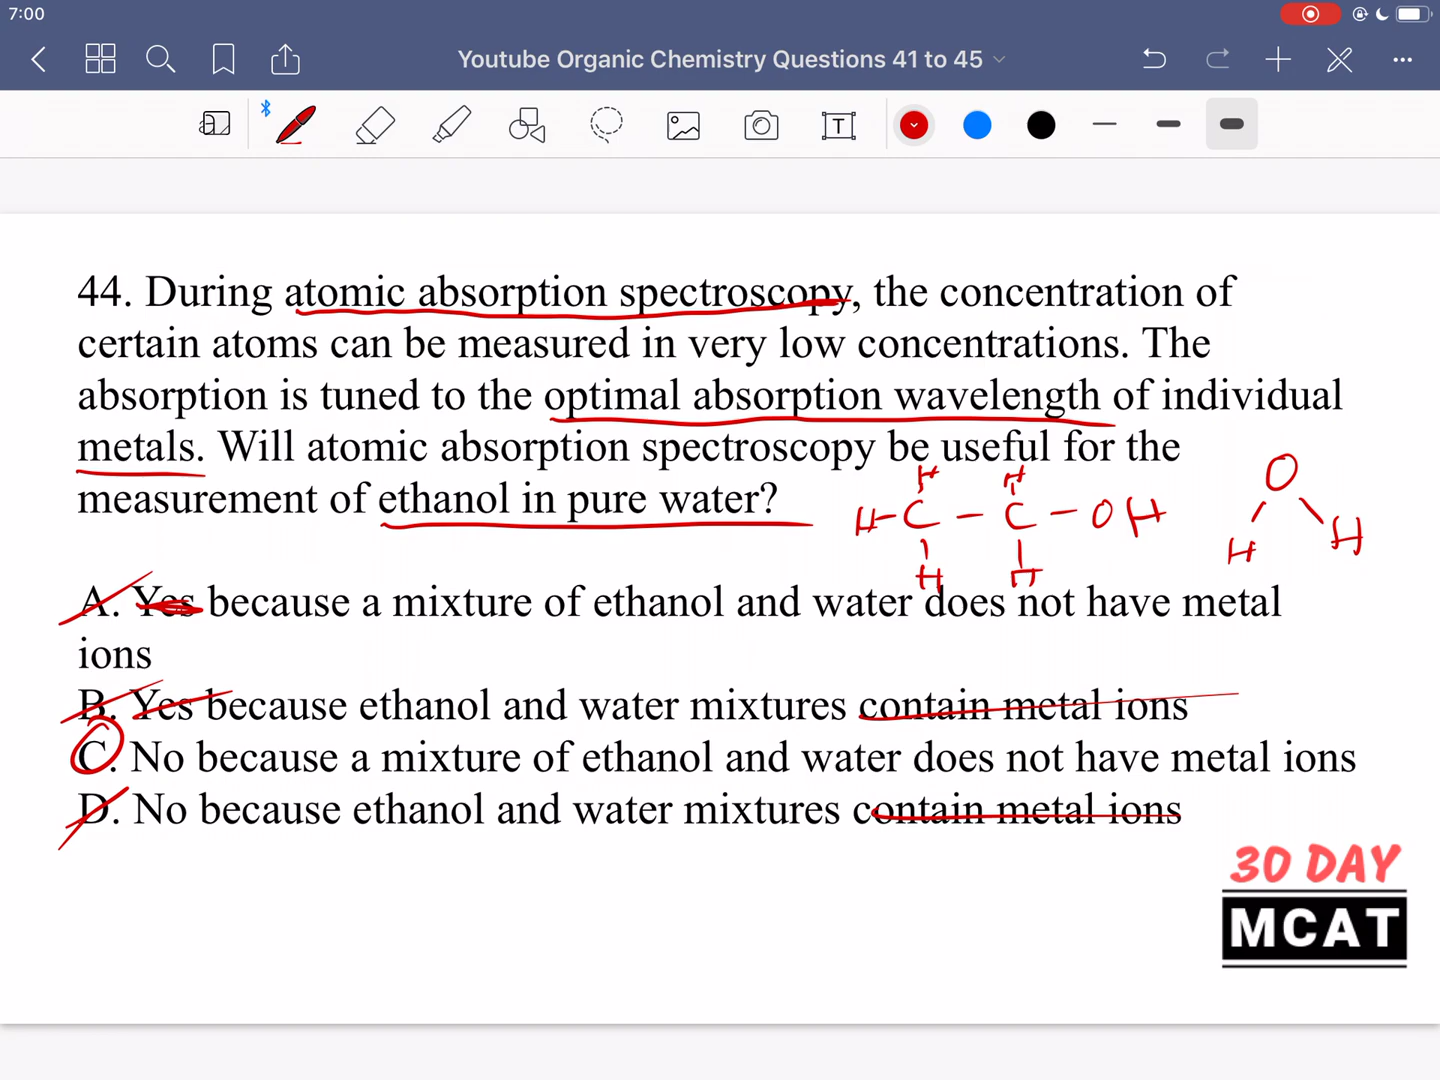 7:00
Youtube Organic Chemistry Questions 41 to 45
T
44. During atomic absorption spectroscopy, the concentration of
certain atoms can be measured in very low concentrations. The
absorption is tuned to the optimal absorption wavelength of individual
metals. Will atomic absorption spectroscopy be useful for the
measurement of ethanol in pure water?
H H O
H-C-C-OH
H H H H
A. Yes because a mixture of ethanol and water does not have metal
ions
B. Yes because ethanol and water mixtures contain metal ions
C. No because a mixture of ethanol and water does not have metal ions
D. No because ethanol and water mixtures contain metal ions
30 DAY
MCAT